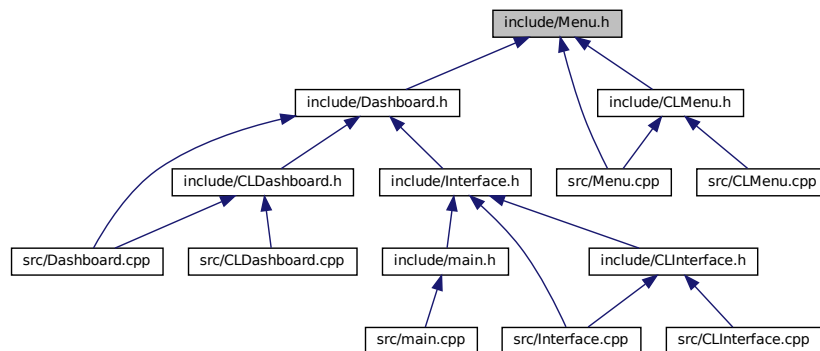 include/Menu.h
include/Dashboard.h
include/CLMenu.h
include/CLDashboard.h
include/Interface.h
src/Menu.cpp
src/CLMenu.cpp
src/Dashboard.cpp
src/CLDashboard.cpp
include/main.h
include/CLInterface.h
src/main.cpp
src/Interface.cpp
src/CLInterface.cpp